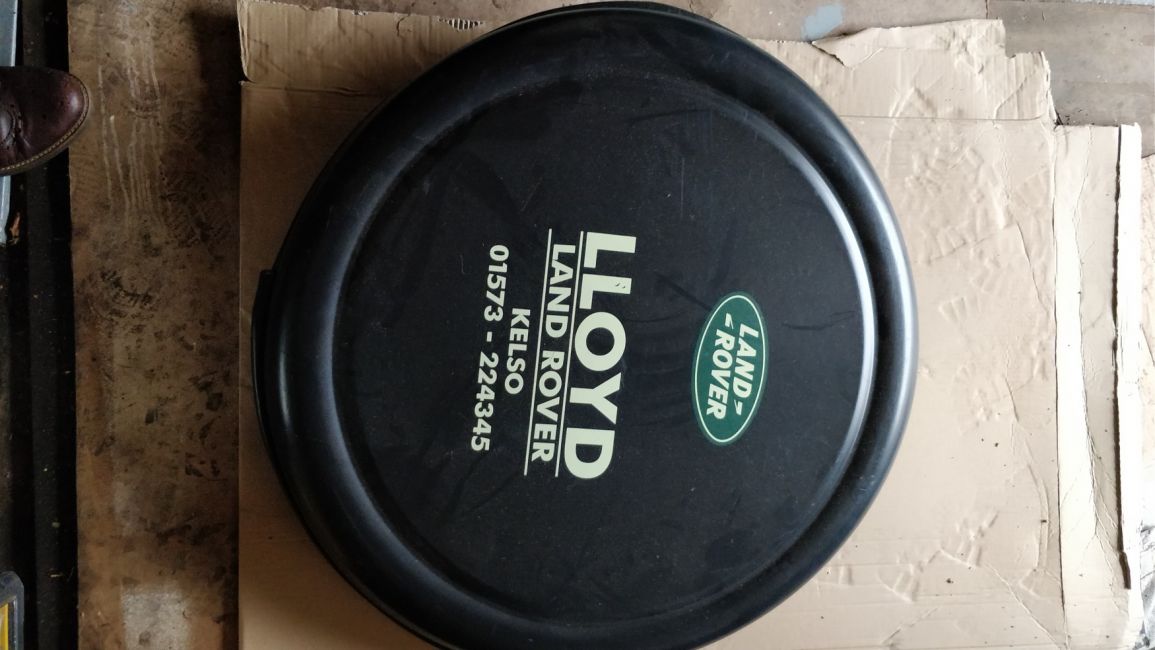 LAND
ROVER
LLOYD
LAND ROVER
KELSO
01573 - 224345